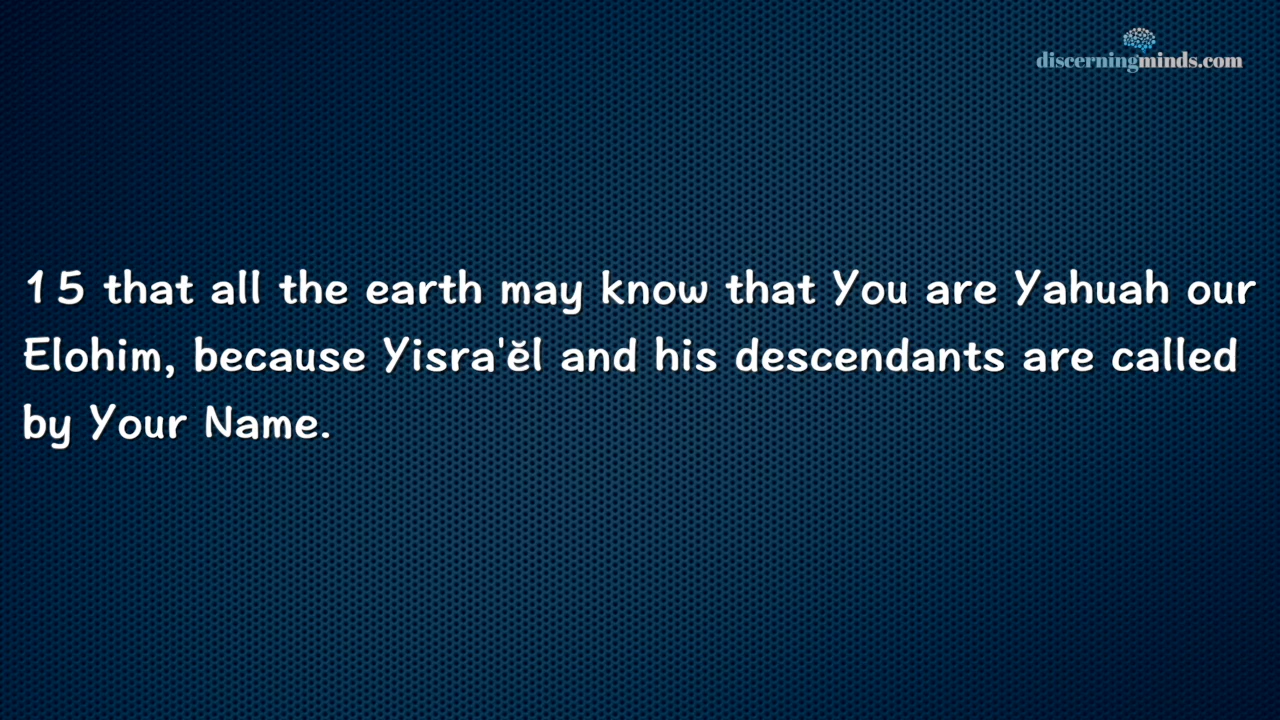 discerningminds.com
15 that all the earth may know that You are Yahuah our
Elohim, because Yisra'ĕl and his descendants are called
by Your Name.